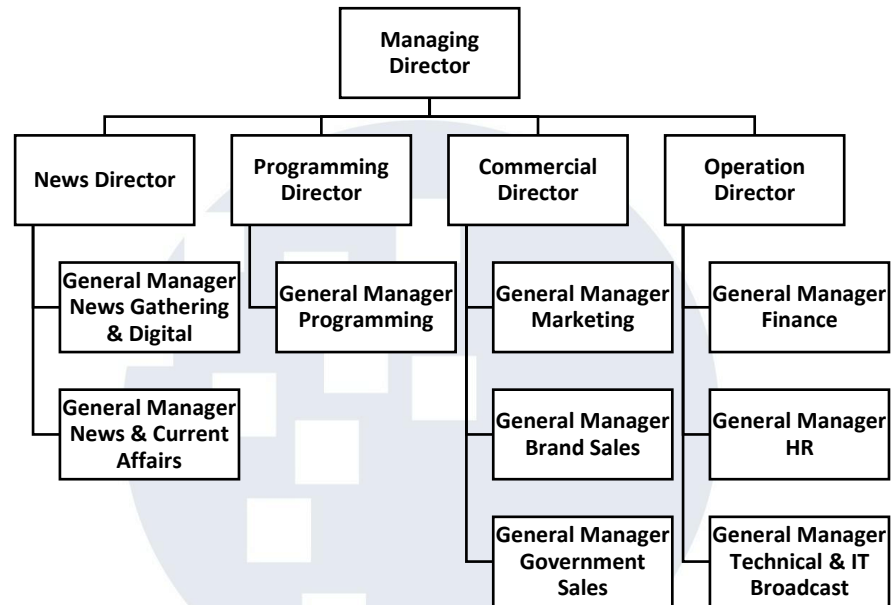 Managing
Director
News Director
Programming
Director
Commercial
Director
Operation
Director
General Manager
News Gathering
& Digital
General Manager
Programming
General Manager
Marketing
General Manager
Finance
General Manager
News & Current
Affairs
General Manager
Brand Sales
General Manager
HR
General Manager
Government
Sales
General Manager
Technical & IT
Broadcast